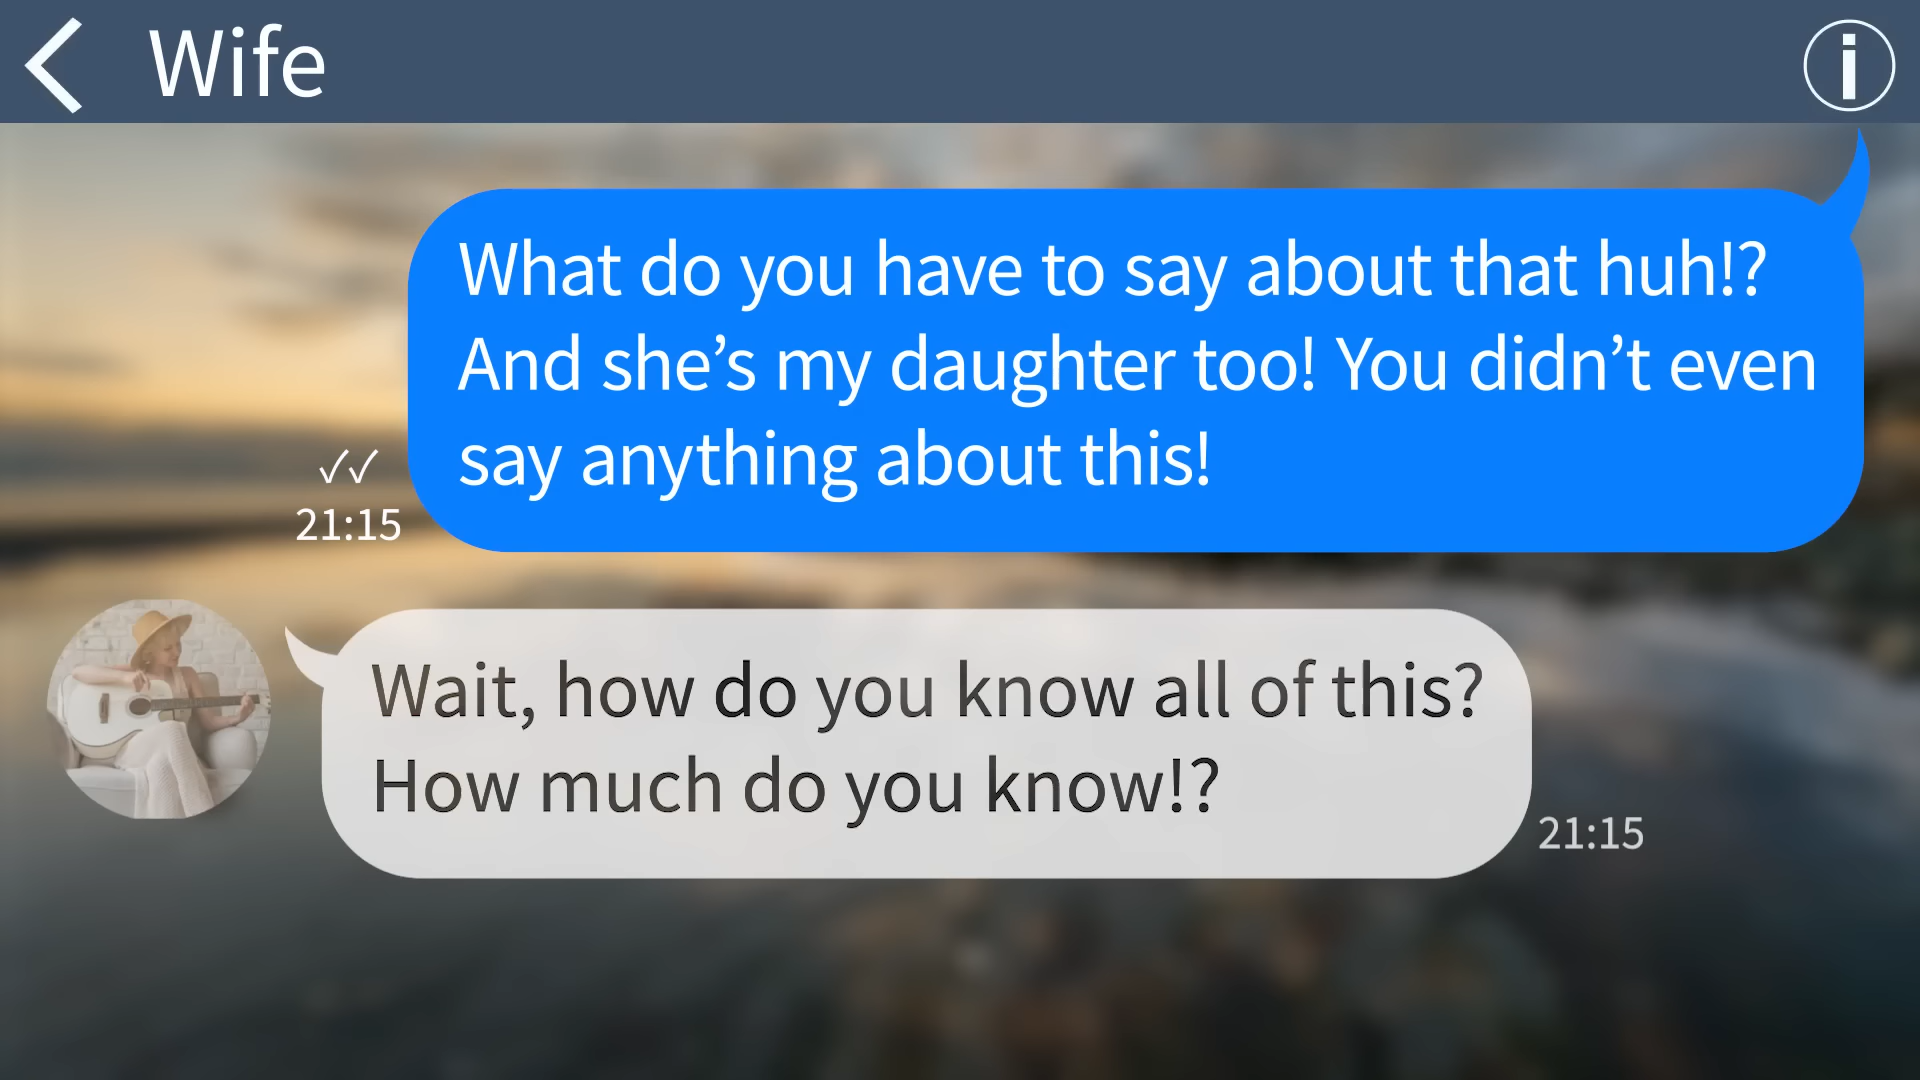 Wife
What do you have to say about that huh!?
And she’s my daughter too! You didn’t even
say anything about this!
21:15
Wait, how do you know all of this?
How much do you know!?
21:15